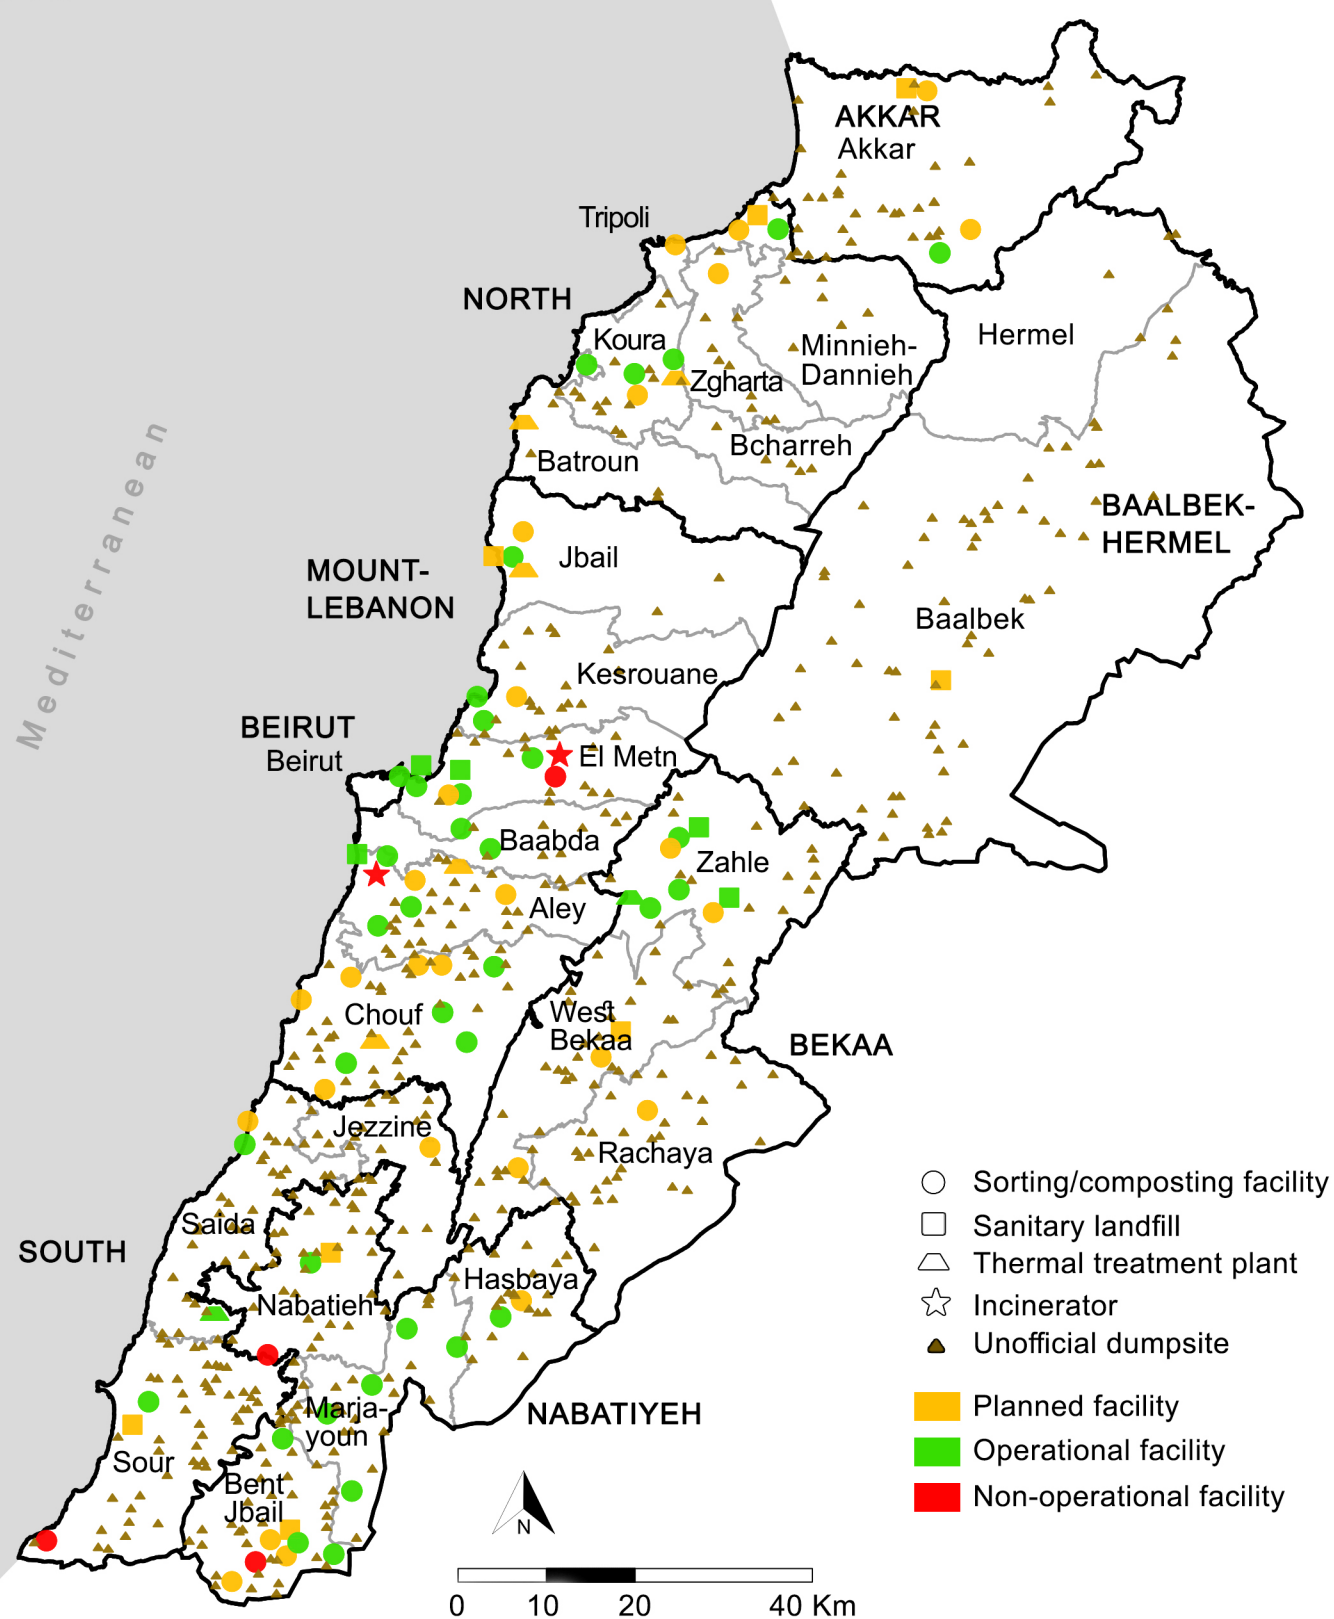 AKKAR
Akkar
Tripoli
NORTH
Koura
Hermel
Minnieh-
Dannieh
Zgharta
Bcharreh
Batroun
Mediterranean
BAALBEK-
HERMEL
Jbail
MOUNT-
LEBANON
Baalbek
Kesrouane
BEIRUT
Beirut
El Metn
Baabda
Zahle
Aley
Chouf
West
Bekaa
BEKAA
Jezzine
Rachaya
Saida
SOUTH
Hasbaya
Nabatieh
NABATIYEH
Marja-
youn
Sour
Bent
Jbail
Sorting/composting facility
Sanitary landfill
Thermal treatment plant
Incinerator
Unofficial dumpsite
Planned facility
Operational facility
Non-operational facility
N
0 10 20 40 Km